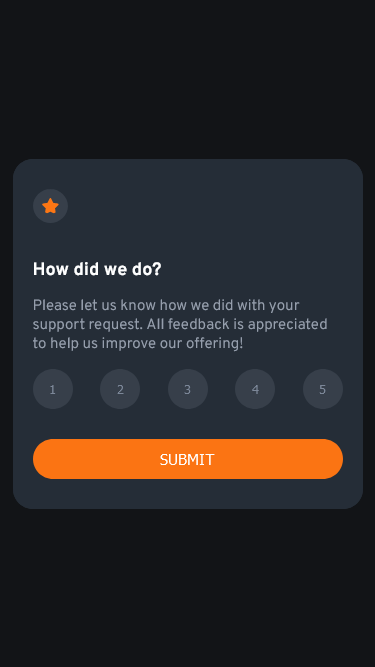 How did we do?
Please let us know how we did with your
support request. All feedback is appreciated
to help us improve our offering!
1 2 3 4 5
SUBMIT